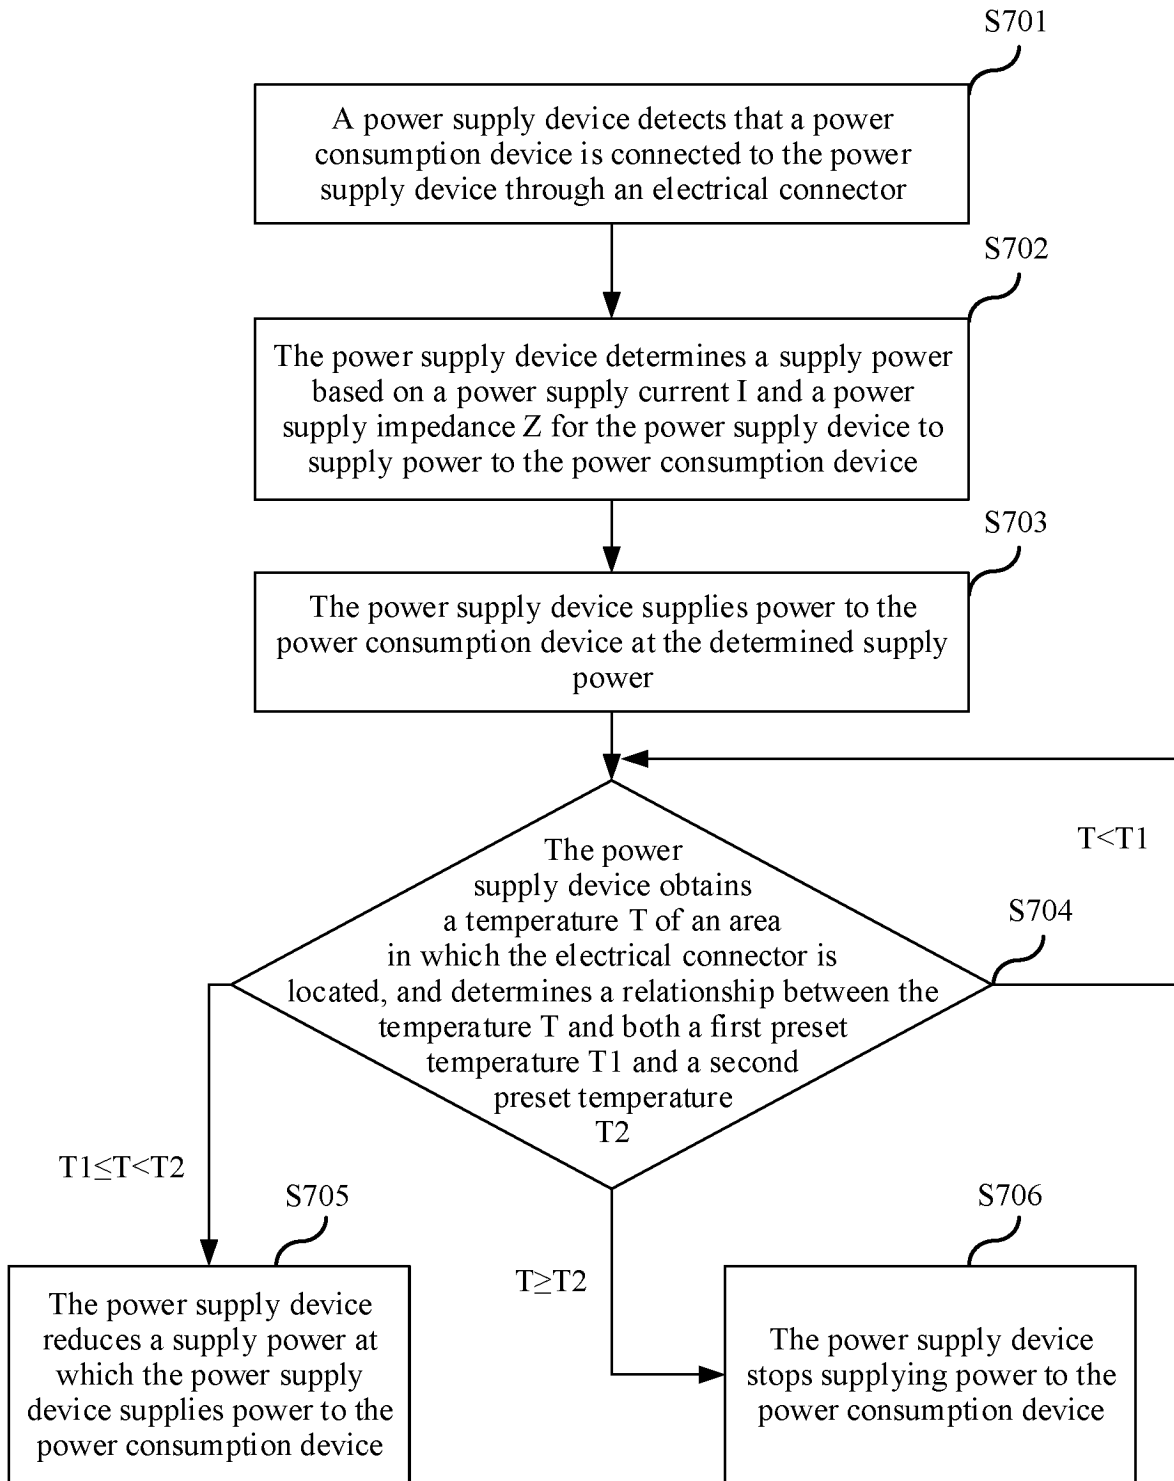 S701
A power supply device detects that a power
consumption device is connected to the power
supply device through an electrical connector
S702
The power supply device determines a supply power
based on a power supply current I and a power
supply impedance Z for the power supply device to
supply power to the power consumption device
S703
The power supply device supplies power to the
power consumption device at the determined supply
power
T<T1
S704
The power
supply device obtains
a temperature T of an area
in which the electrical connector is
located, and determines a relationship between the
temperature T and both a first preset
temperature T1 and a second
preset temperature
T2
T1≤T<T2
S705
The power supply device
reduces a supply power at
which the power supply
device supplies power to the
power consumption device
T≥T2
S706
The power supply device
stops supplying power to the
power consumption device